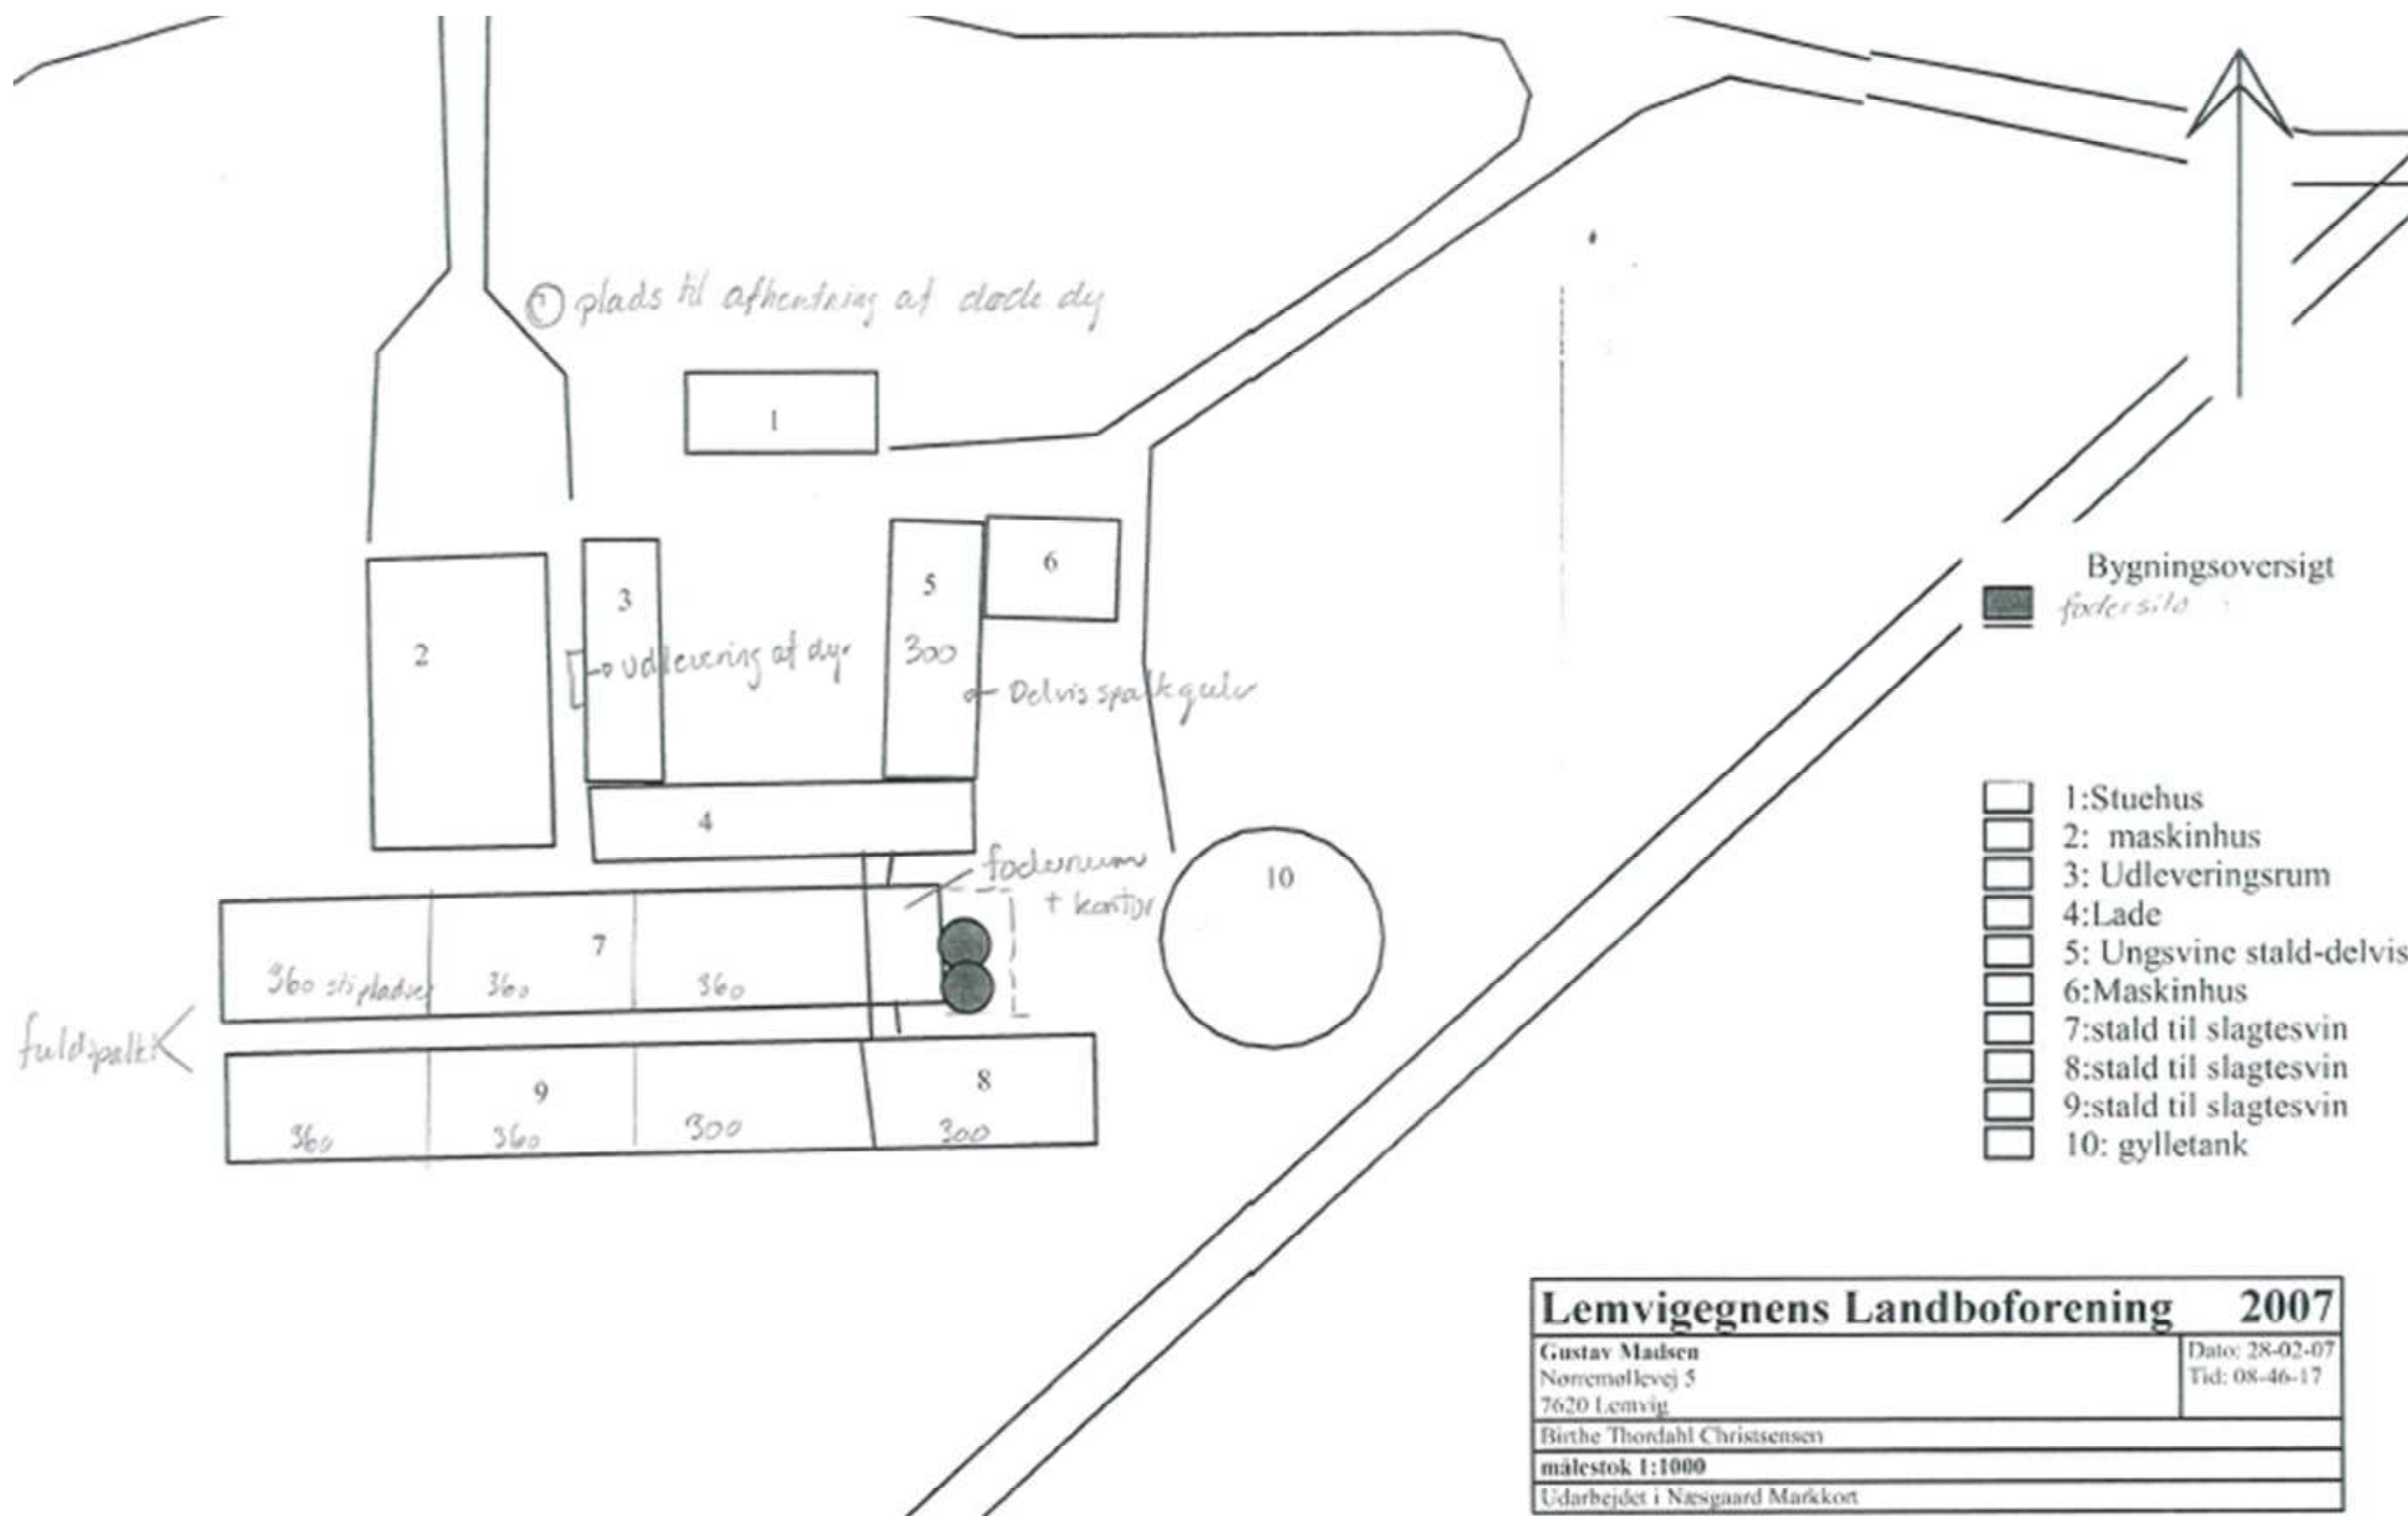 plads til afhentning af døde dy
1
2
3
5
6
300
udlevering af dyr
Delvis spaltgulv
4
foderrum
+ kontor
10
7
360 stipladser
360
360
fuldspalt
9
8
360
360
300
300
Bygningsoversigt
fodersilo
1:Stuehus
2: maskinhus
3: Udleveringsrum
4:Lade
5: Ungsvine stald-delvis
6:Maskinhus
7:stald til slagtesvin
8:stald til slagtesvin
9:stald til slagtesvin
10: gylletank
Lemvigegnens Landboforening 2007
Gustav Madsen
Nørremøllevej 5
7620 Lemvig
Dato: 28-02-07
Tid: 08-46-17
Birthe Thordahl Christsensen
målestok 1:1000
Udarbejdet i Næsgaard Markkort